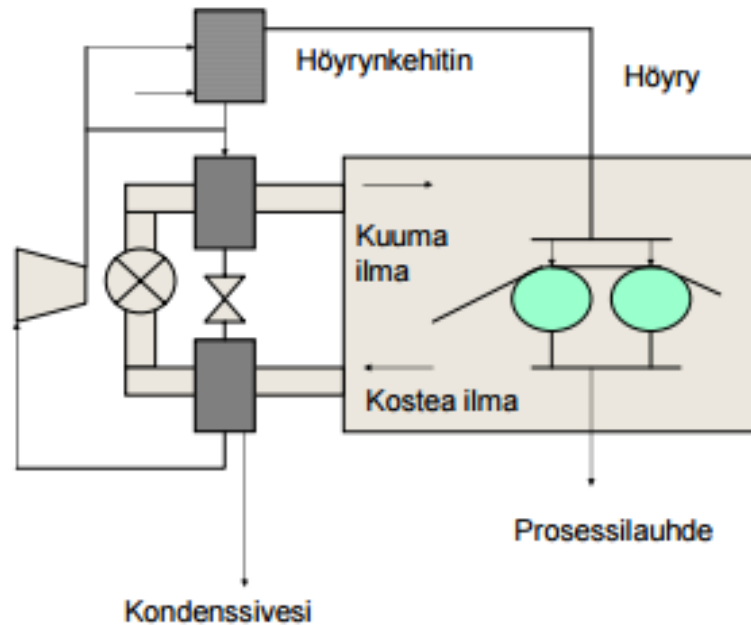 Höyrynkehitin
Höyry
Kuuma
ilma
Kostea ilma
Prosessilauhde
Kondenssivesi